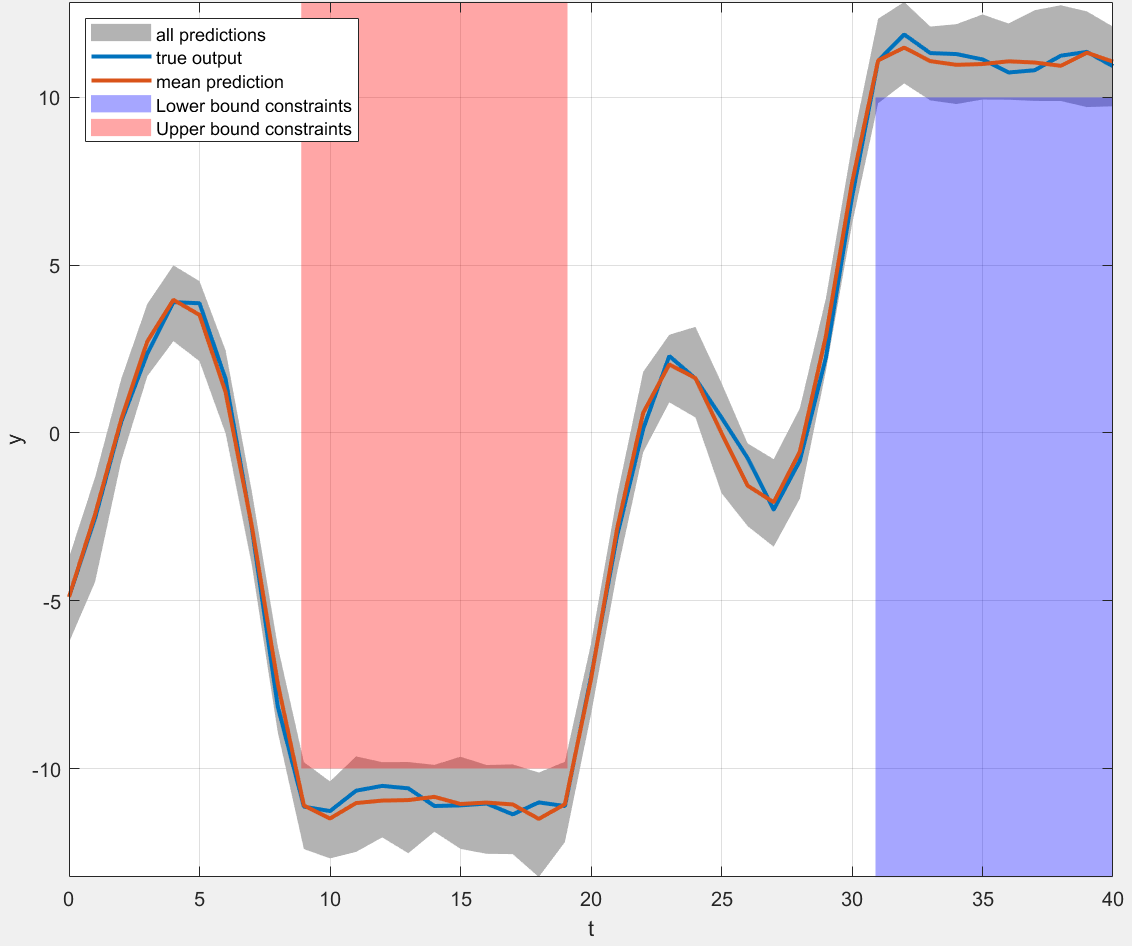 all predictions
true output
mean prediction
Lower bound constraints
Upper bound constraints
10
5
0
-5
-10
y
0 5 10 15 20 25 30 35 40
t